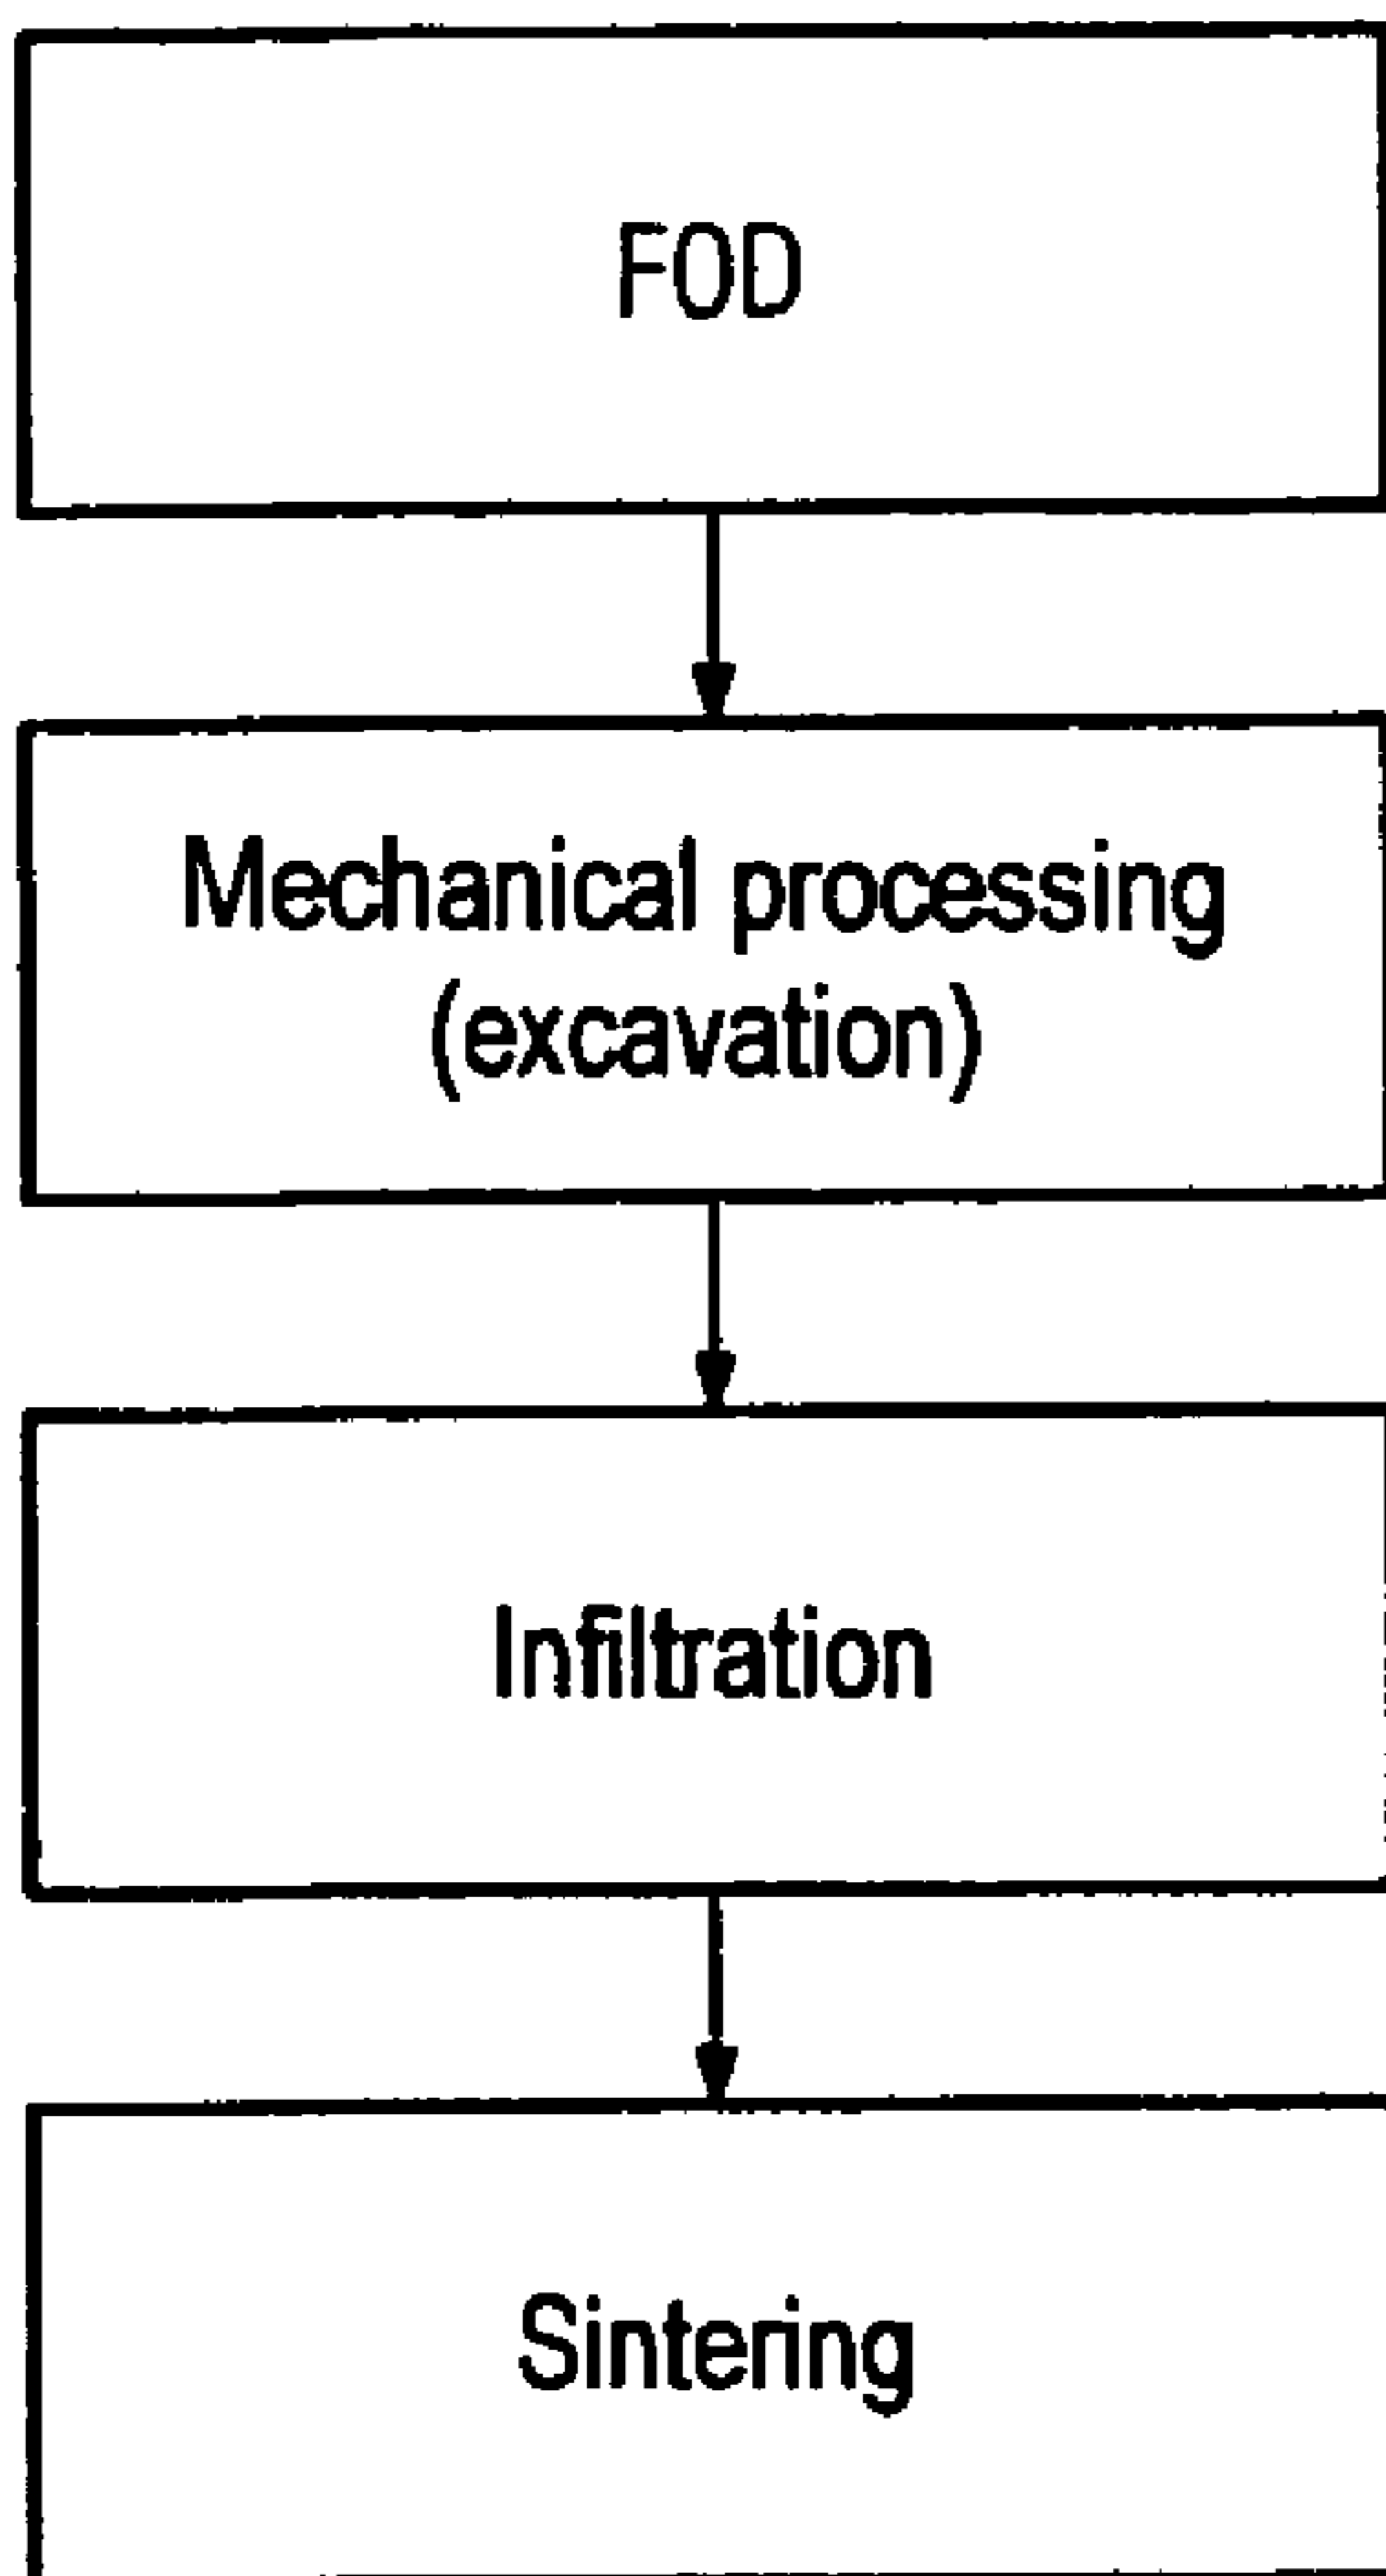 FOD
Mechanical processing
(excavation)
Infiltration
Sintering